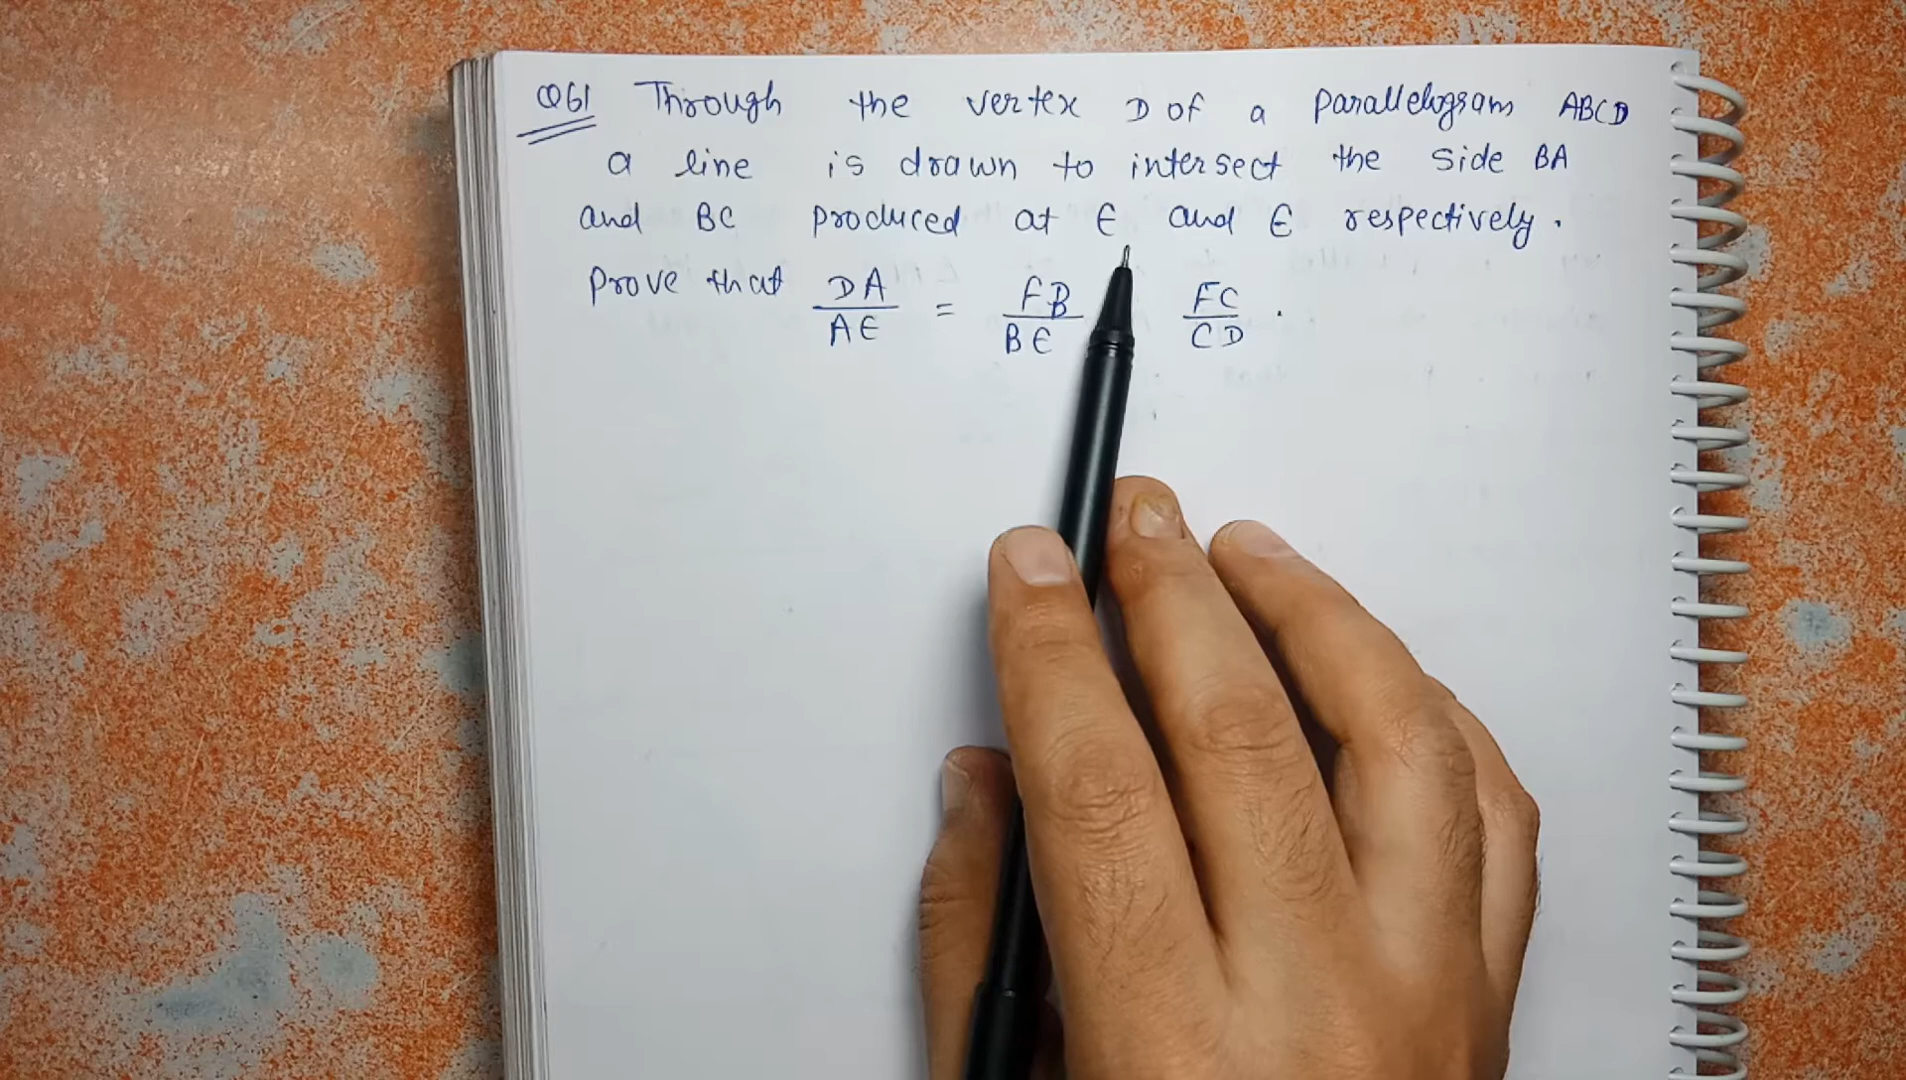 Q61 Through the vertex D of a parallelogram ABCD
a line is drawn to intersect the side BA
and BC produced at E and E respectively.
Prove that DA/AE = FB/BE FC/CD .